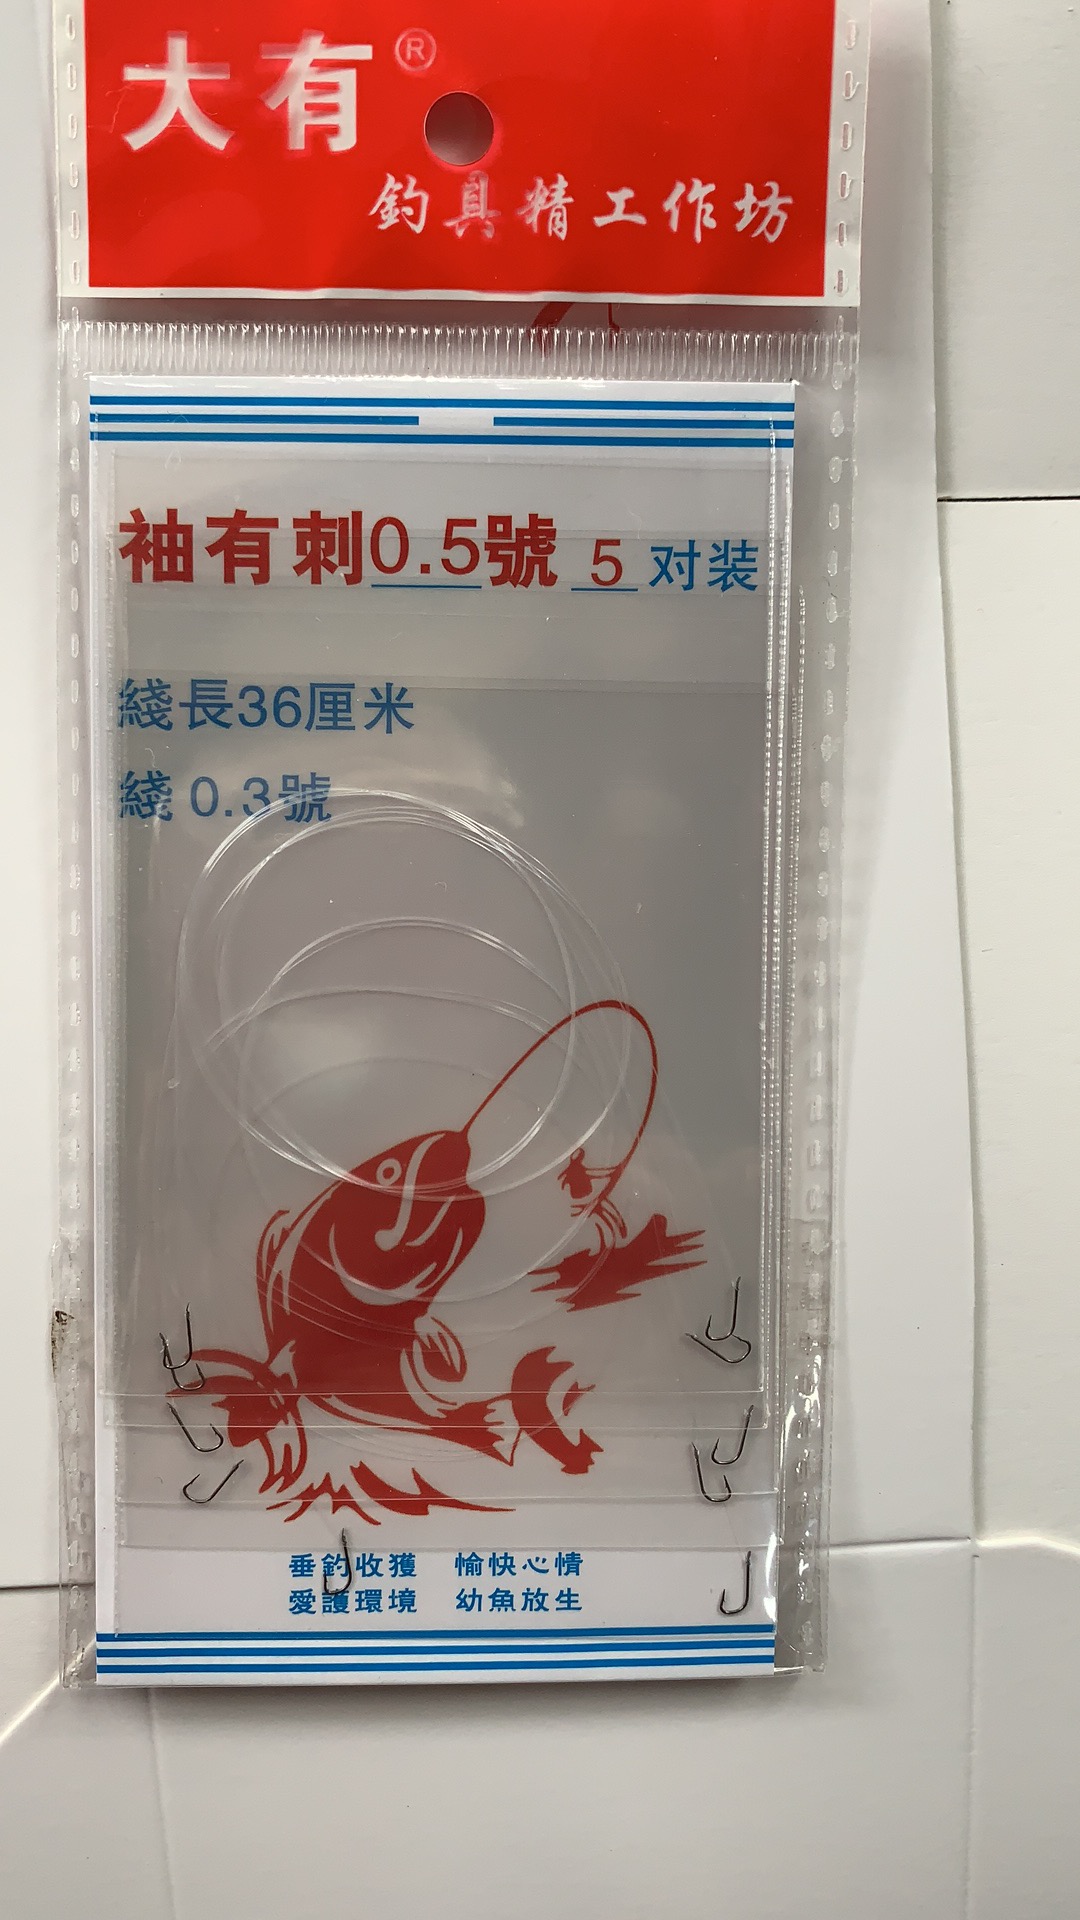 大有®
釣具精工作坊
袖有刺0.5號 5 对装
綫長36厘米
綫 0.3號
垂釣收獲 愉快心情
愛護環境 幼魚放生